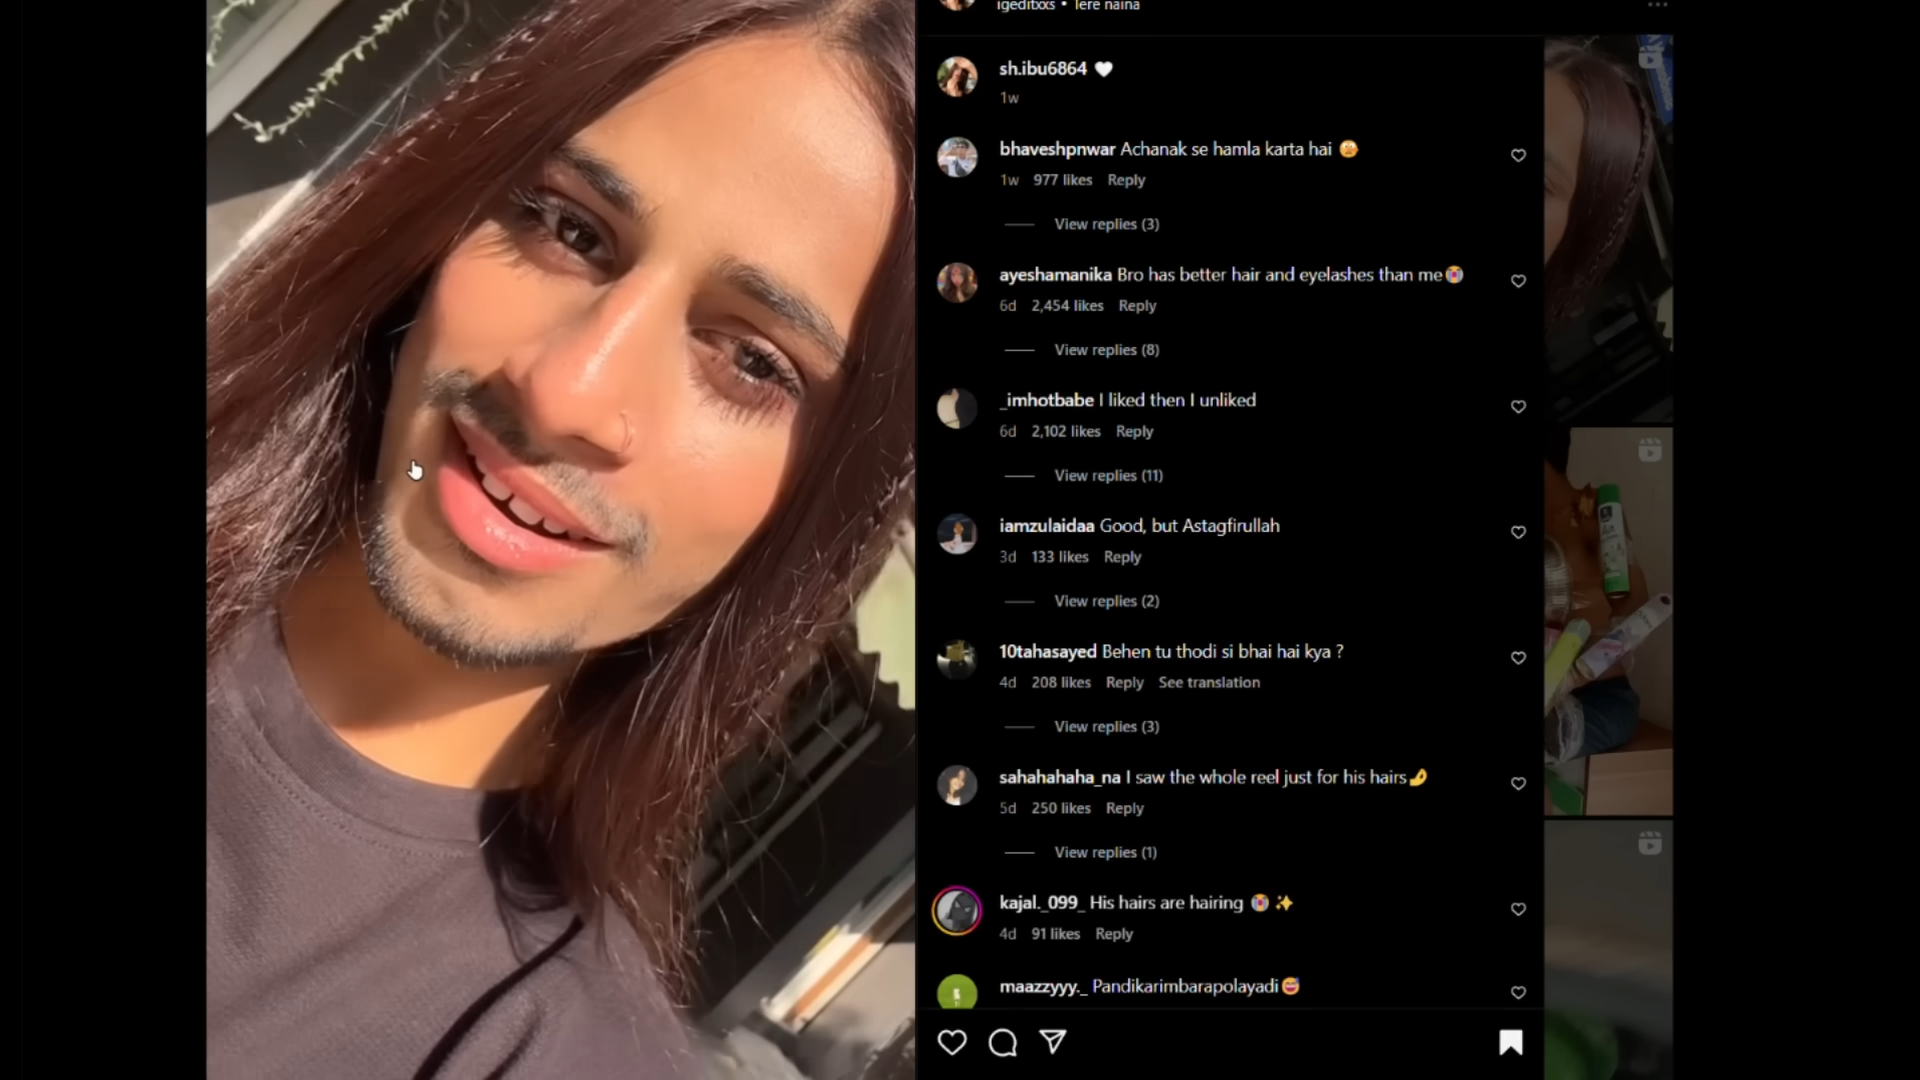 igeditxxs • Tere naina
sh.ibu6864 🤍
1w
bhaveshpnwar Achanak se hamla karta hai 😫
1w 977 likes Reply
View replies (3)
ayeshamanika Bro has better hair and eyelashes than me😭
6d 2,454 likes Reply
View replies (8)
_imhotbabe I liked then I unliked
6d 2,102 likes Reply
View replies (11)
iamzulaidaa Good, but Astagfirullah
3d 133 likes Reply
View replies (2)
10tahasayed Behen tu thodi si bhai hai kya ?
4d 208 likes Reply See translation
View replies (3)
sahahahaha_na I saw the whole reel just for his hairs🤌
5d 250 likes Reply
View replies (1)
kajal._099_ His hairs are hairing 😭 ✨
4d 91 likes Reply
maazzyyy._ Pandikarimbarapolayadi😅